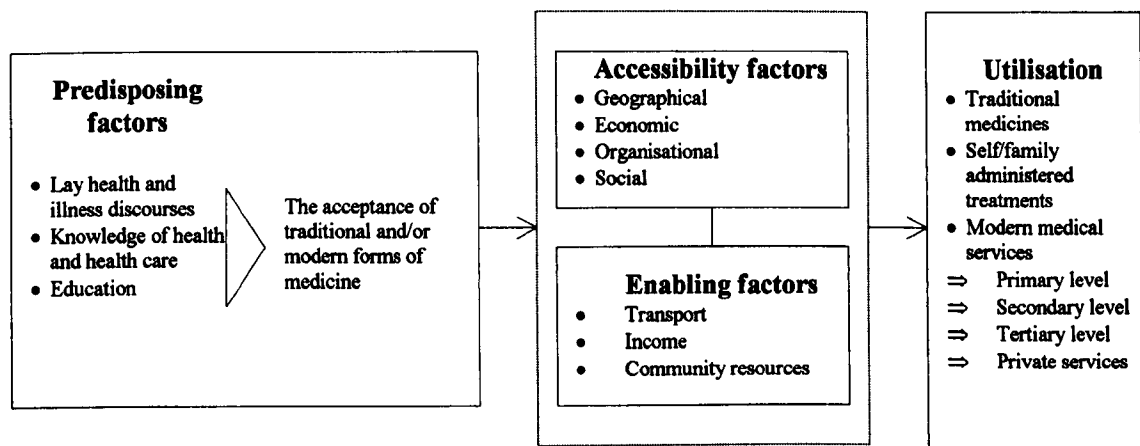 Predisposing
factors
• Lay health and
illness discourses
• Knowledge of health
and health care
• Education
The acceptance of
traditional and/or
modern forms of
medicine
Accessibility factors
• Geographical
• Economic
• Organisational
• Social
Enabling factors
• Transport
• Income
• Community resources
Utilisation
• Traditional
medicines
• Self/family
administered
treatments
• Modern medical
services
⇒ Primary level
⇒ Secondary level
⇒ Tertiary level
⇒ Private services